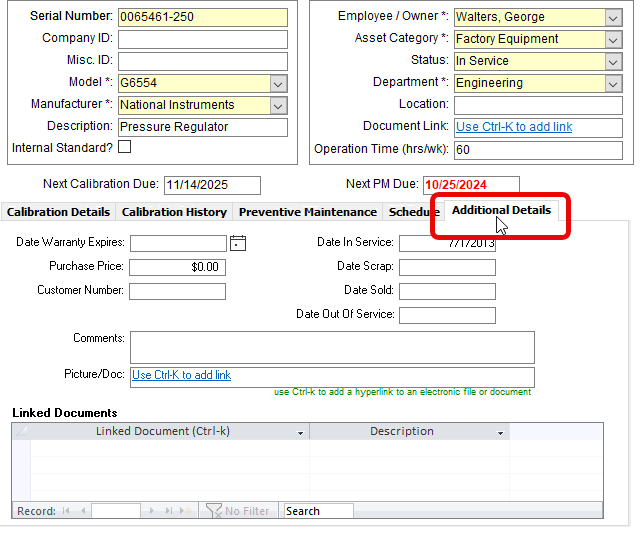 Serial Number: 0065461-250
Company ID:
Misc. ID:
Model *: G6554
Manufacturer *: National Instruments
Description: Pressure Regulator
Internal Standard?
Employee / Owner *: Walters, George
Asset Category *: Factory Equipment
Status: In Service
Department *: Engineering
Location:
Document Link: Use Ctrl-K to add link
Operation Time (hrs/wk): 60
Next Calibration Due: 11/14/2025 Next PM Due: 10/25/2024
Calibration Details Calibration History Preventive Maintenance Schedule Additional Details
Date Warranty Expires: Date In Service: 7/1/2013
Purchase Price: $0.00 Date Scrap:
Customer Number: Date Sold:
Date Out Of Service:
Comments:
Picture/Doc: Use Ctrl-K to add link
use Ctrl-k to add a hyperlink to an electronic file or document
Linked Documents
Linked Document (Ctrl-k) Description
Record: No Filter Search